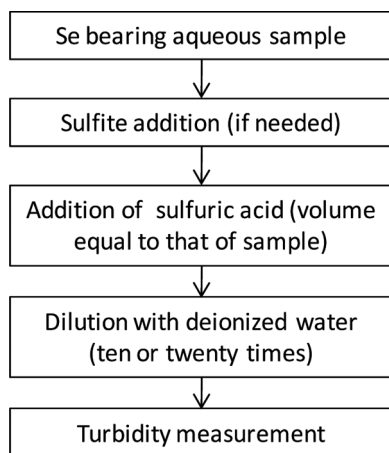 Se bearing aqueous sample
Sulfite addition (if needed)
Addition of sulfuric acid (volume
equal to that of sample)
Dilution with deionized water
(ten or twenty times)
Turbidity measurement